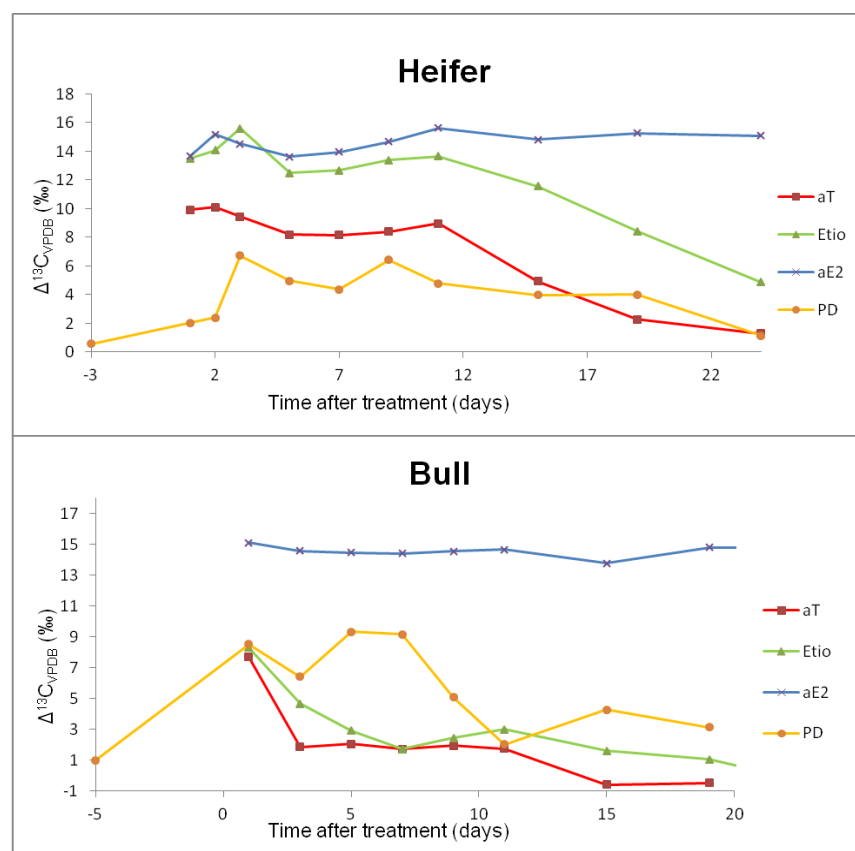 Heifer
Δ¹³C_VPDB (‰)
18
16
14
12
10
8
6
4
2
0
-3
2
7
12
17
22
Time after treatment (days)
aT
Etio
aE2
PD
Bull
Δ¹³C_VPDB (‰)
17
15
13
11
9
7
5
3
1
-1
-5
0
5
10
15
20
Time after treatment (days)
aT
Etio
aE2
PD